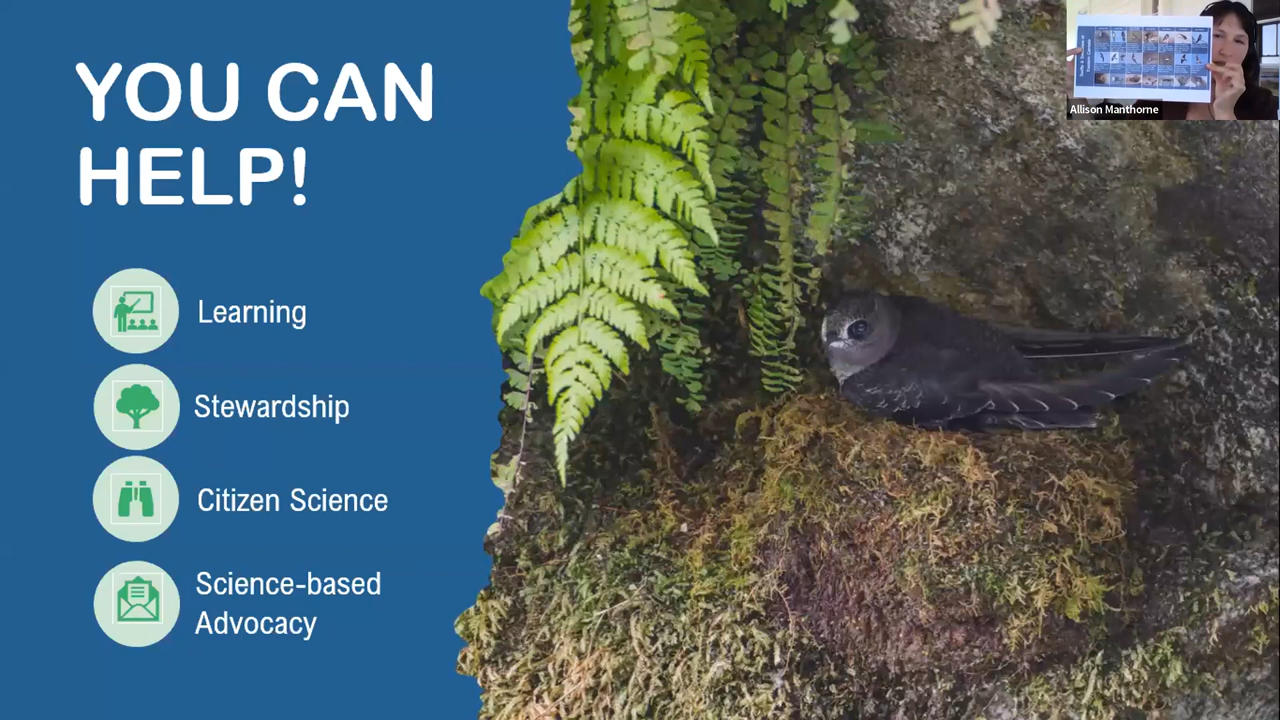 YOU CAN
HELP!
Learning
Stewardship
Citizen Science
Science-based
Advocacy
Allison Manthorne